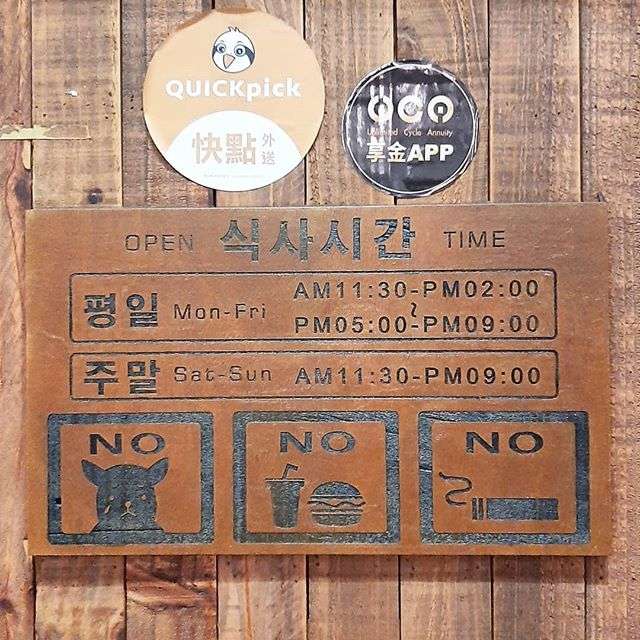 QUICKpick
快點外送
Unlimited Cycle Annuity
享金APP
OPEN 식사시간 TIME
평일 Mon-Fri AM11:30-PM02:00
~
PM05:00-PM09:00
주말 Sat-Sun AM11:30-PM09:00
NO NO NO